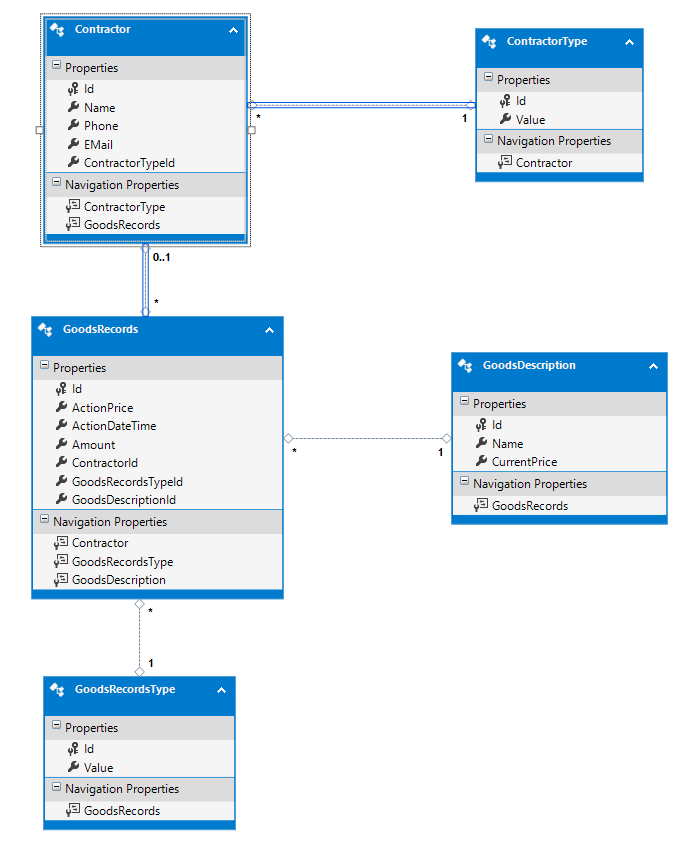 Contractor
Properties
Id
Name
Phone
EMail
ContractorTypeId
Navigation Properties
ContractorType
GoodsRecords
*
1
ContractorType
Properties
Id
Value
Navigation Properties
Contractor
0..1
*
GoodsRecords
Properties
Id
ActionPrice
ActionDateTime
Amount
ContractorId
GoodsRecordsTypeId
GoodsDescriptionId
Navigation Properties
Contractor
GoodsRecordsType
GoodsDescription
*
1
GoodsDescription
Properties
Id
Name
CurrentPrice
Navigation Properties
GoodsRecords
*
1
GoodsRecordsType
Properties
Id
Value
Navigation Properties
GoodsRecords